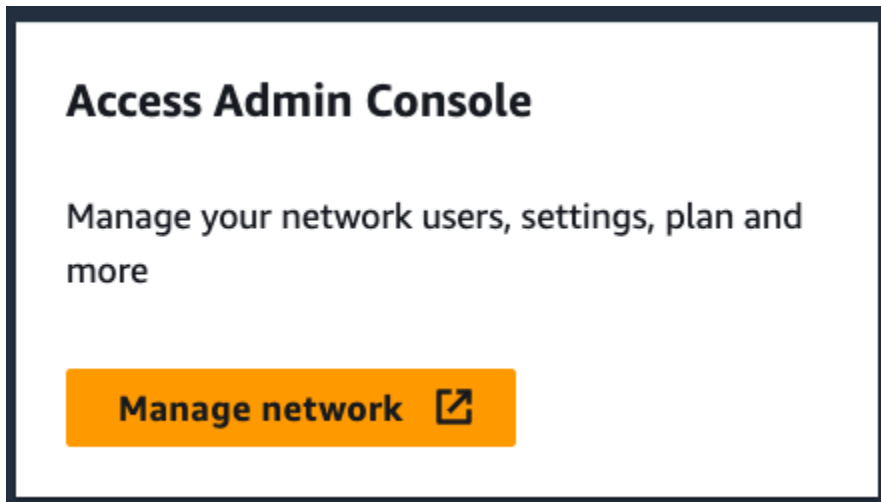 Access Admin Console
Manage your network users, settings, plan and
more
Manage network